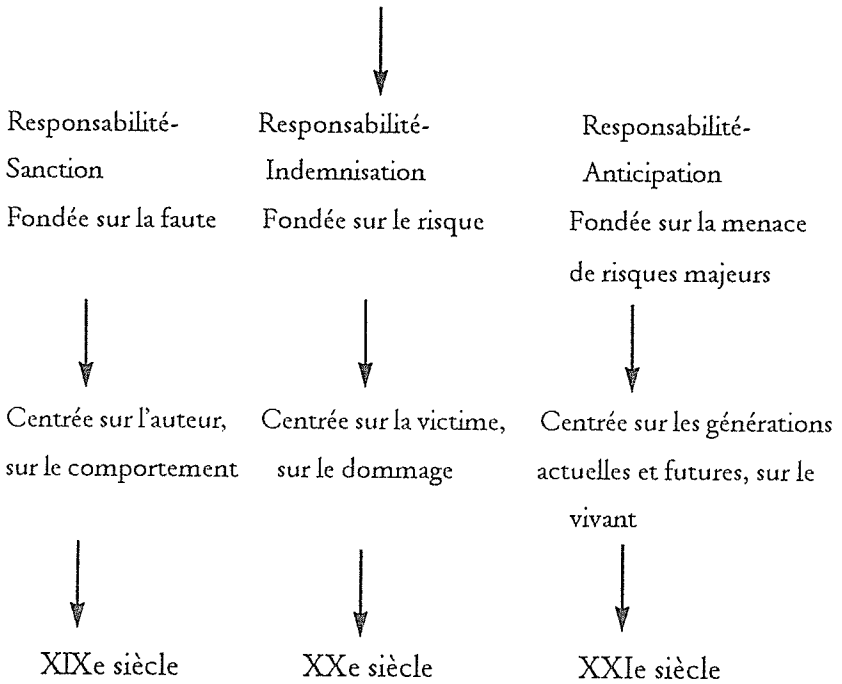 Responsabilité-
Sanction
Fondée sur la faute
Centrée sur l'auteur,
sur le comportement
XIXe siècle
Responsabilité-
Indemnisation
Fondée sur le risque
Centrée sur la victime,
sur le dommage
XXe siècle
Responsabilité-
Anticipation
Fondée sur la menace
de risques majeurs
Centrée sur les générations
actuelles et futures, sur le
vivant
XXIe siècle